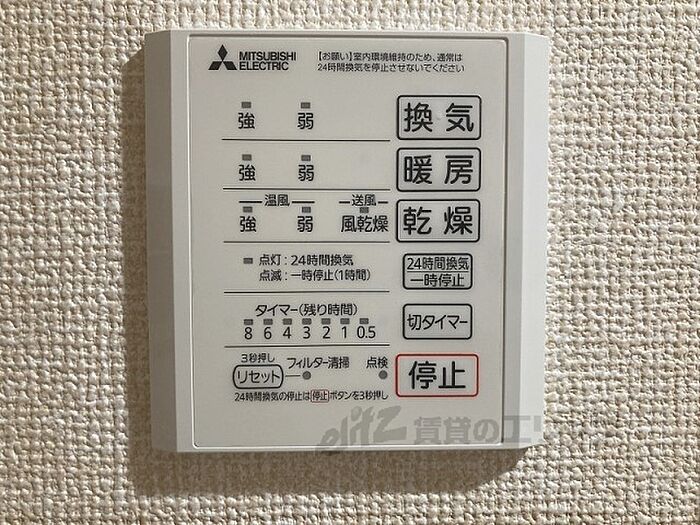 MITSUBISHI
ELECTRIC
【お願い】室内環境維持のため、通常は
24時間換気を停止させないでください
強 弱 換気
強 弱 暖房
温風 送風
強 弱 風乾燥 乾燥
点灯:24時間換気
点滅:一時停止(1時間)
24時間換気
一時停止
タイマー(残り時間)
8 6 4 3 2 1 0.5
切タイマー
3秒押し
リセット フィルター清掃 点検
停止
24時間換気の停止は停止ボタンを3秒押し
elitz 賃貸のエリ